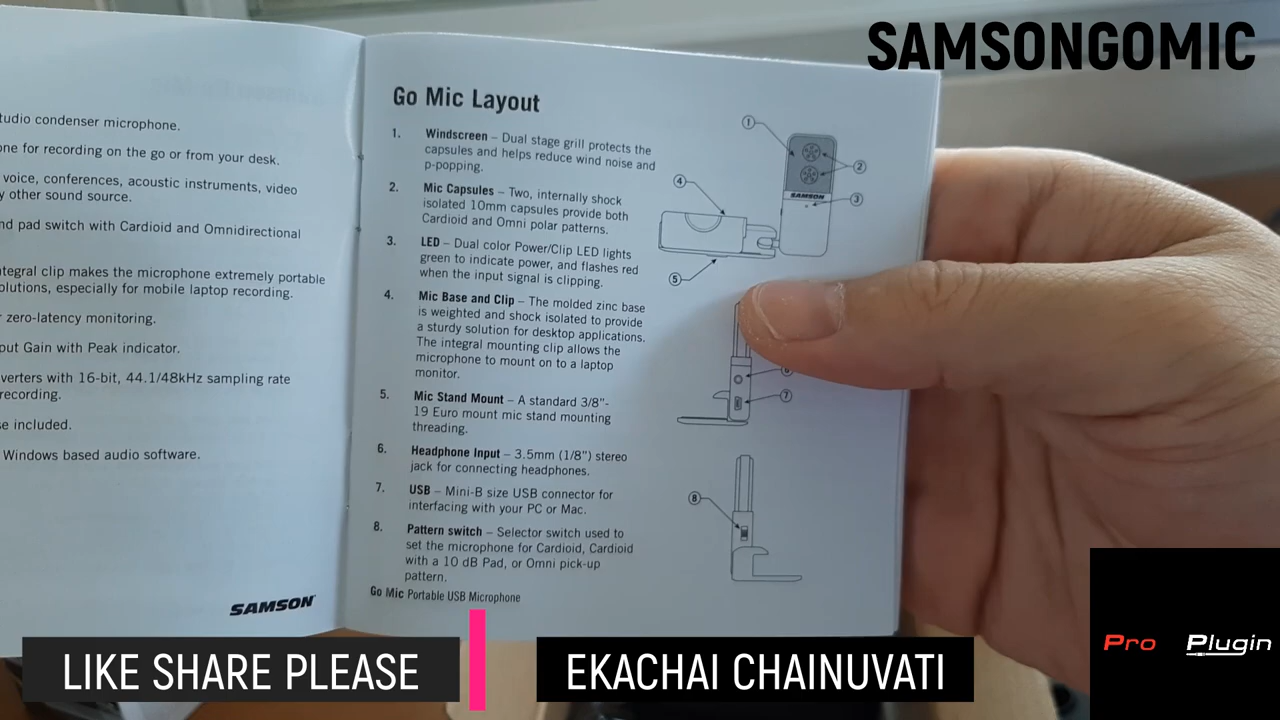 SAMSONGOMIC
tudio condenser microphone.
one for recording on the go or from your desk.
voice, conferences, acoustic instruments, video
y other sound source.
nd pad switch with Cardioid and Omnidirectional
ntegral clip makes the microphone extremely portable
olutions, especially for mobile laptop recording.
r zero-latency monitoring.
put Gain with Peak indicator.
verters with 16-bit, 44.1/48kHz sampling rate
recording.
se included.
Windows based audio software.
SAMSON
Go Mic Layout
1. Windscreen – Dual stage grill protects the
capsules and helps reduce wind noise and
p-popping.
2. Mic Capsules – Two, internally shock
isolated 10mm capsules provide both
Cardioid and Omni polar patterns.
3. LED – Dual color Power/Clip LED lights
green to indicate power, and flashes red
when the input signal is clipping.
4. Mic Base and Clip – The molded zinc base
is weighted and shock isolated to provide
a sturdy solution for desktop applications.
The integral mounting clip allows the
microphone to mount on to a laptop
monitor.
5. Mic Stand Mount – A standard 3/8"-
19 Euro mount mic stand mounting
threading.
6. Headphone Input – 3.5mm (1/8") stereo
jack for connecting headphones.
7. USB – Mini-B size USB connector for
interfacing with your PC or Mac.
8. Pattern switch – Selector switch used to
set the microphone for Cardioid, Cardioid
with a 10 dB Pad, or Omni pick-up
pattern.
Go Mic Portable USB Microphone
1
2
SAMSON
3
4
5
6
7
8
LIKE SHARE PLEASE
EKACHAI CHAINUVATI
Pro Plugin